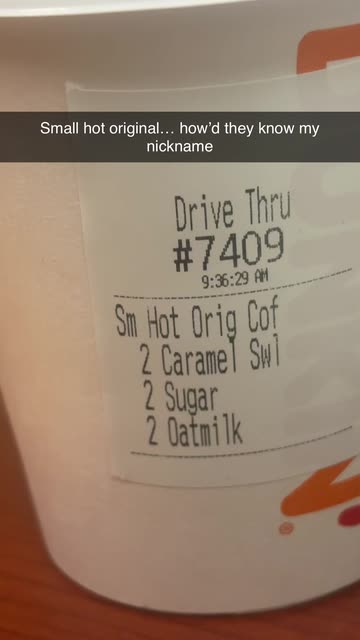 Small hot original... how'd they know my
nickname
Drive Thru
#7409
9:36:29 AM
Sm Hot Orig Cof
2 Caramel Swl
2 Sugar
2 Oatmilk
®